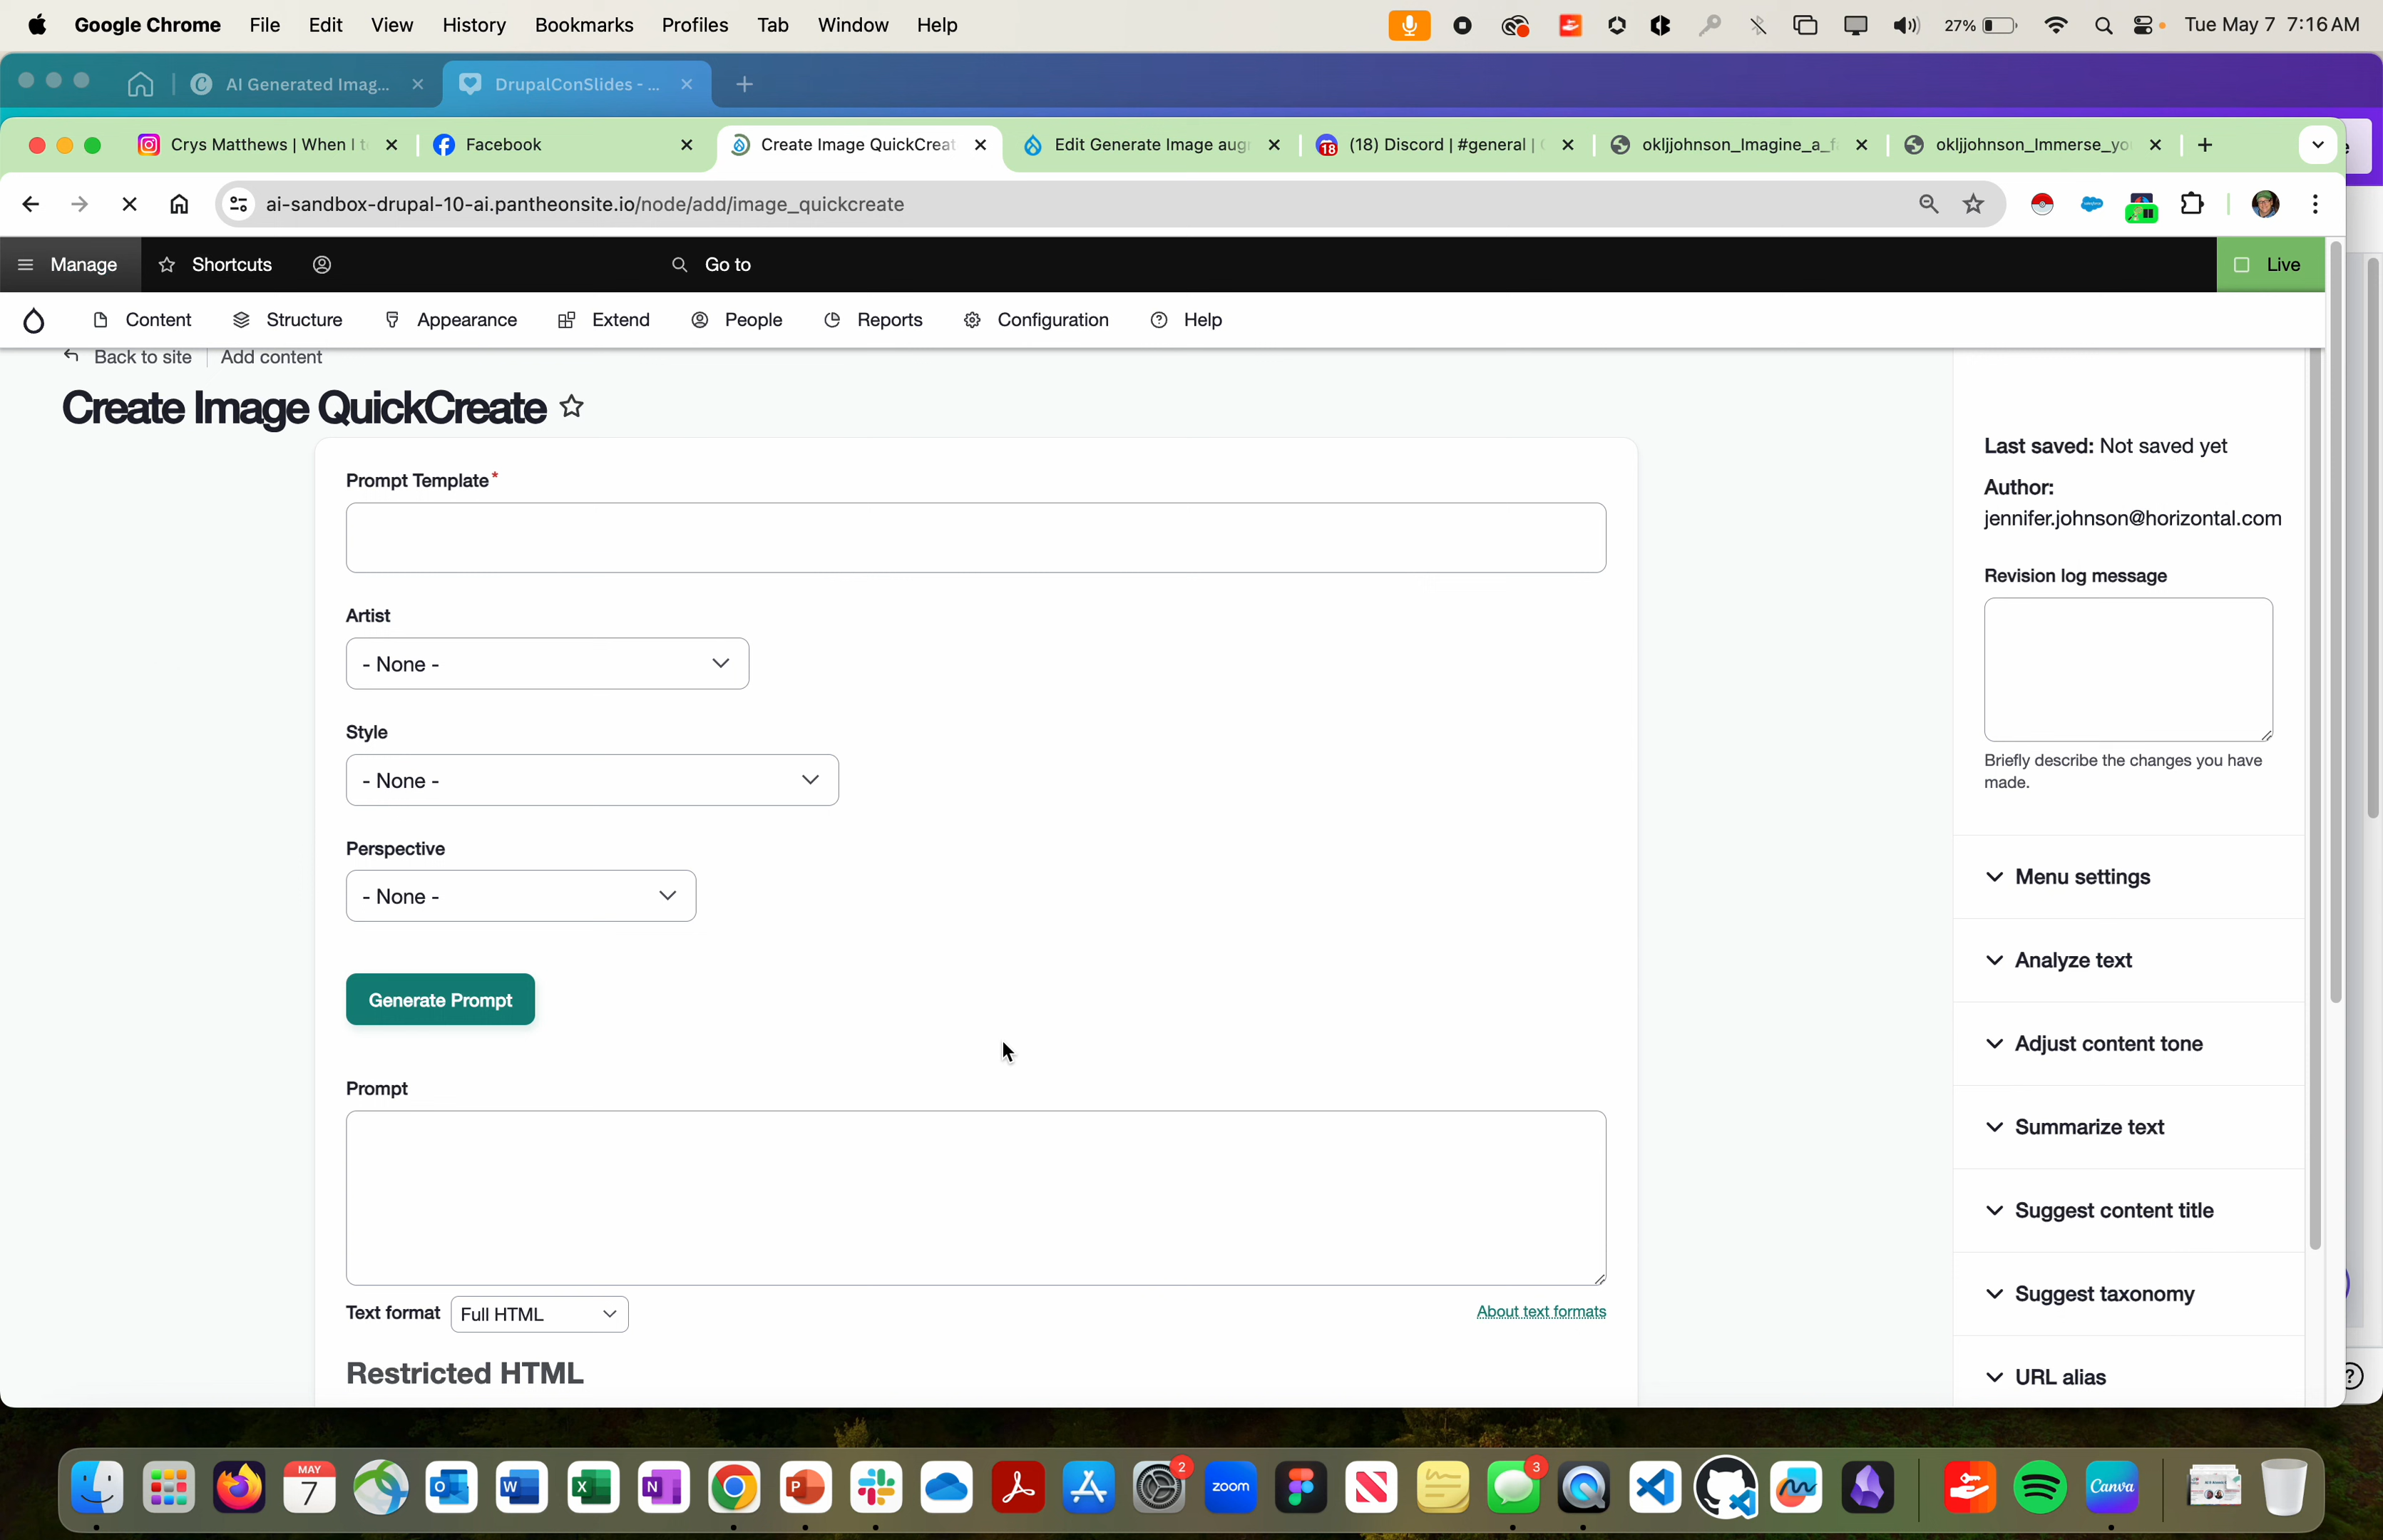 Google Chrome File Edit View History Bookmarks Profiles Tab Window Help 27% Tue May 7 7:16 AM
AI Generated Imag... DrupalConSlides - ...
Crys Matthews | When I t Facebook Create Image QuickCreat Edit Generate Image aug (18) Discord | #general | okljjohnson_Imagine_a_f okljjohnson_Immerse_yo
ai-sandbox-drupal-10-ai.pantheonsite.io/node/add/image_quickcreate
Manage Shortcuts Go to Live
Content Structure Appearance Extend People Reports Configuration Help
Back to site Add content
Create Image QuickCreate
Prompt Template*
Artist
- None -
Style
- None -
Perspective
- None -
Generate Prompt
Prompt
Text format Full HTML About text formats
Restricted HTML
Last saved: Not saved yet
Author:
jennifer.johnson@horizontal.com
Revision log message
Briefly describe the changes you have
made.
Menu settings
Analyze text
Adjust content tone
Summarize text
Suggest content title
Suggest taxonomy
URL alias
MAY
7
2
zoom
3
Canva